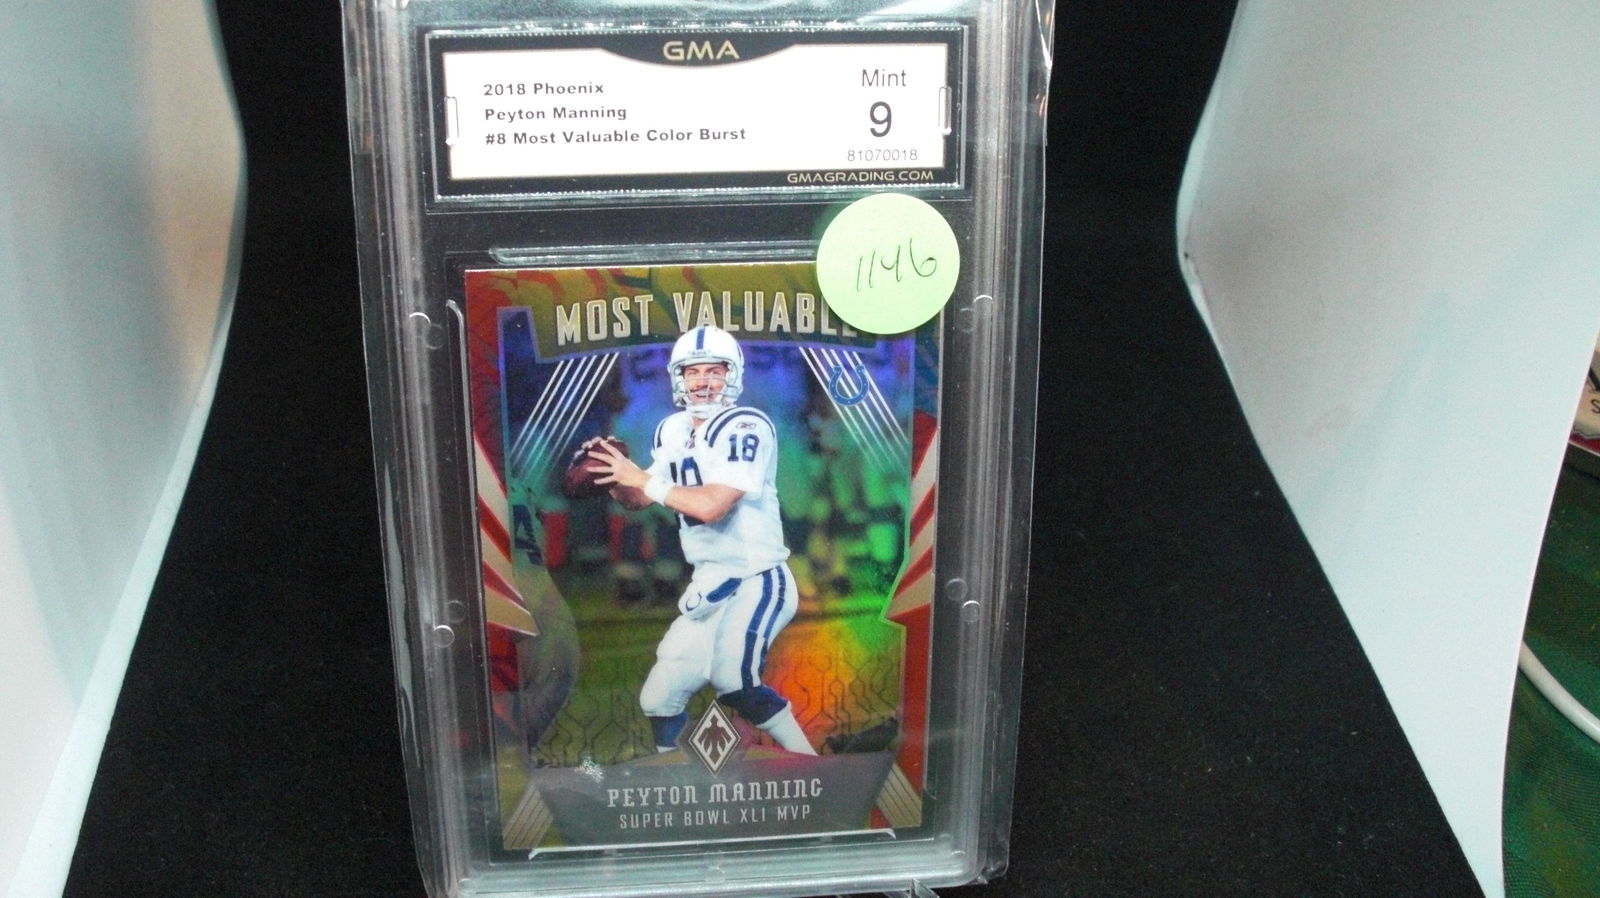 GMA
2018 Phoenix
Peyton Manning
#8 Most Valuable Color Burst
Mint
9
81070018
GMAGRADING.COM
1146
MOST VALUABLE
18
18
PEYTON MANNING
SUPER BOWL XLI MVP